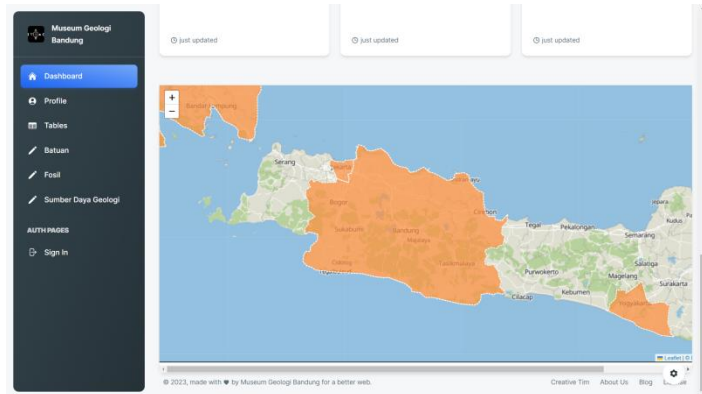 Museum Geologi
Bandung
Dashboard
Profile
Tables
Batuan
Fosil
Sumber Daya Geologi
AUTH PAGES
Sign In
just updated
just updated
just updated
+
−
Bandar Lampung
Serang
Bogor
Cirebon
Jepara
Kudus
Sukabumi
Bandung
Tegal
Pekalongan
Semarang
Majalaya
Salatiga
Tasikmalaya
Purwokerto
Magelang
Surakarta
Cilacap
Kebumen
Yogyakarta
Leaflet | ©
© 2023, made with ♥ by Museum Geologi Bandung for a better web.
Creative Tim
About Us
Blog